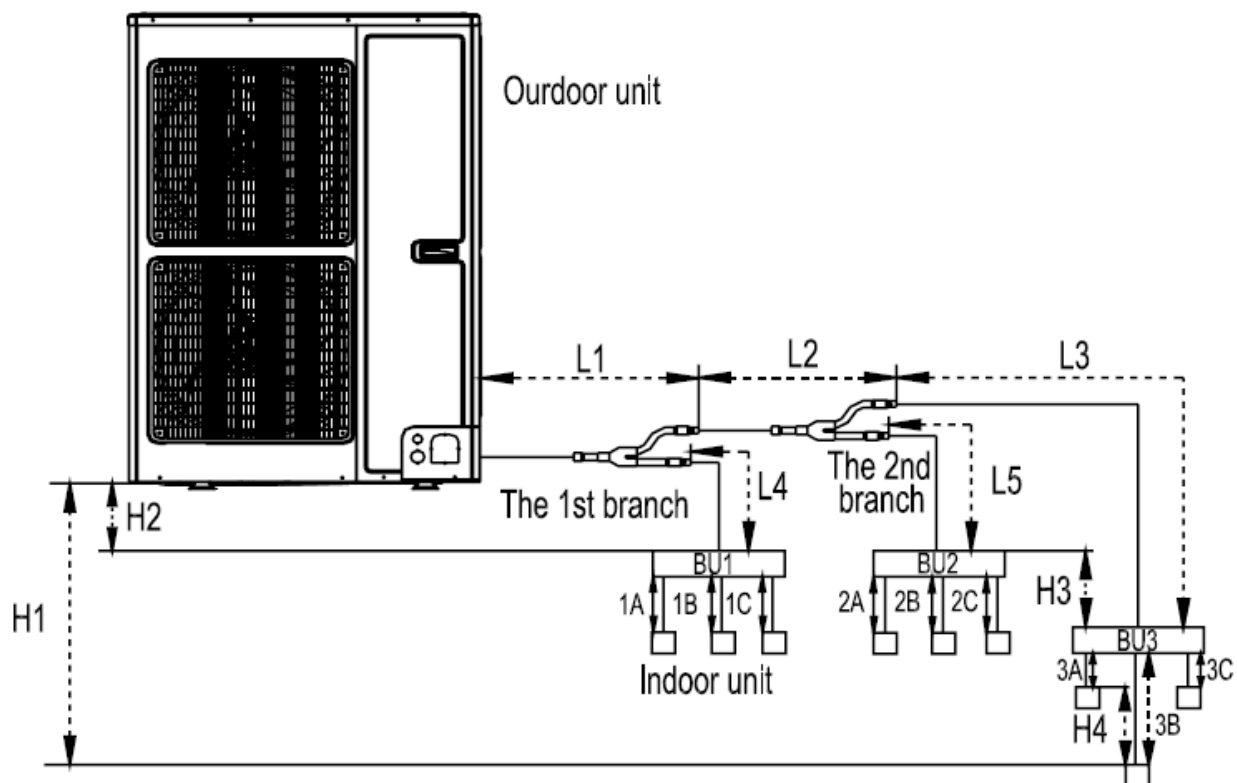 Ourdoor unit
L1
L2
L3
The 1st branch
L4
The 2nd
branch
L5
H2
H1
BU1
BU2
H3
1A
1B
1C
2A
2B
2C
BU3
Indoor unit
3A
3C
H4
3B